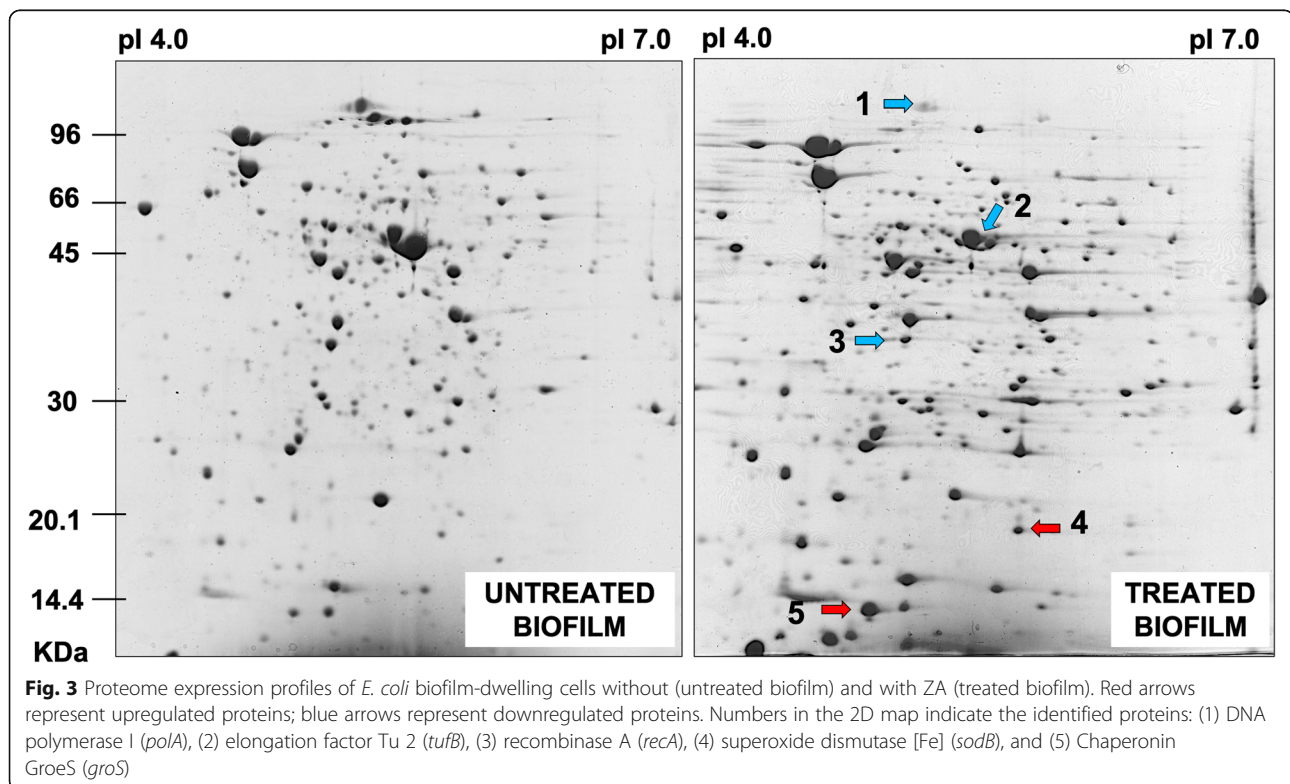 pI 4.0 pI 7.0 pI 4.0 pI 7.0
1
96
2
66
45
3
30
20.1
4
14.4
5
UNTREATED
BIOFILM
TREATED
BIOFILM
KDa
Fig. 3 Proteome expression profiles of E. coli biofilm-dwelling cells without (untreated biofilm) and with ZA (treated biofilm). Red arrows
represent upregulated proteins; blue arrows represent downregulated proteins. Numbers in the 2D map indicate the identified proteins: (1) DNA
polymerase I (polA), (2) elongation factor Tu 2 (tufB), (3) recombinase A (recA), (4) superoxide dismutase [Fe] (sodB), and (5) Chaperonin
GroeS (groS)